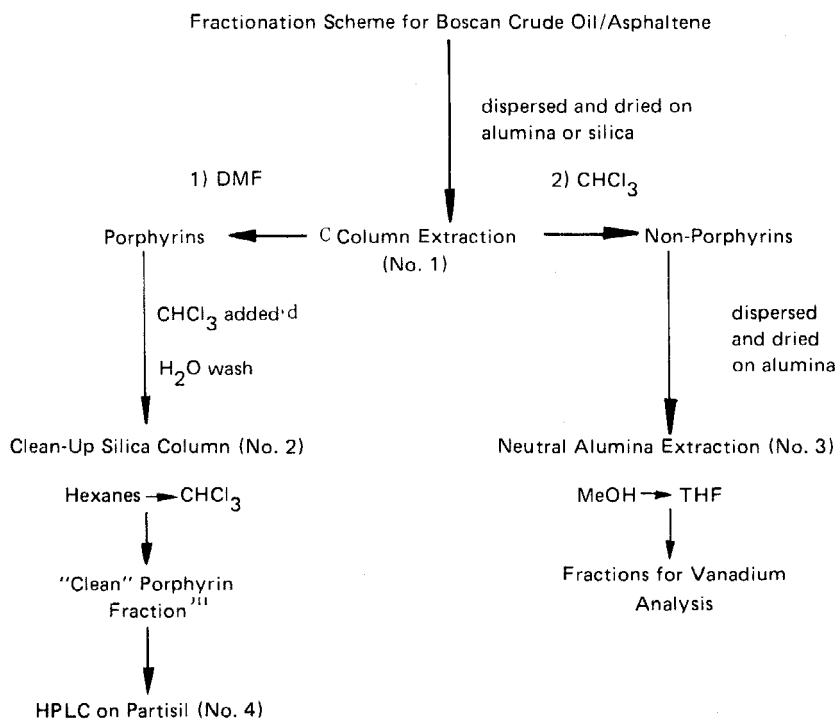 Fractionation Scheme for Boscan Crude Oil/Asphaltene
dispersed and dried on
alumina or silica
1) DMF
2) CHCl3
Porphyrins
C Column Extraction
(No. 1)
Non-Porphyrins
CHCl3 added'd
H2O wash
dispersed
and dried
on alumina
Clean-Up Silica Column (No. 2)
Neutral Alumina Extraction (No. 3)
Hexanes → CHCl3
MeOH → THF
"Clean" Porphyrin
Fraction
Fractions for Vanadium
Analysis
HPLC on Partisil (No. 4)